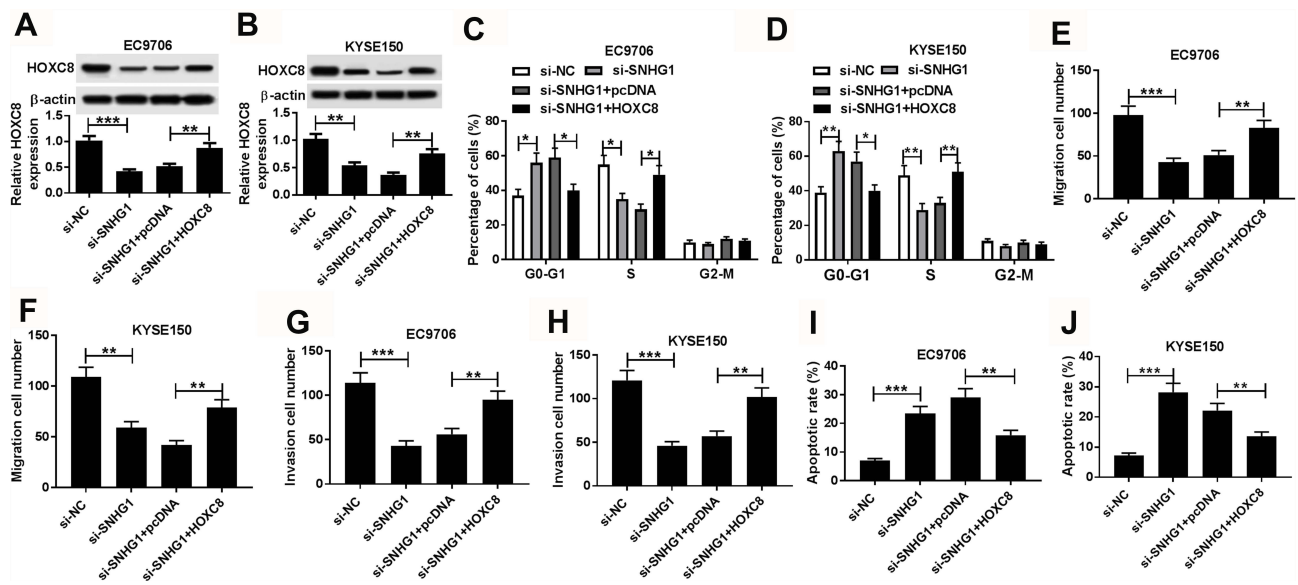 A
EC9706
HOXC8
β-actin
Relative HOXC8
expression
1.5
1.0
0.5
0.0
***
**
si-NC
si-SNHG1
si-SNHG1+pcDNA
si-SNHG1+HOXC8
B
KYSE150
HOXC8
β-actin
Relative HOXC8
expression
1.5
1.0
0.5
0.0
**
**
si-NC
si-SNHG1
si-SNHG1+pcDNA
si-SNHG1+HOXC8
C
EC9706
si-NC si-SNHG1
si-SNHG1+pcDNA
si-SNHG1+HOXC8
Percentage of cells (%)
80
60
40
20
0
* * * *
G0-G1 S G2-M
D
KYSE150
si-NC si-SNHG1
si-SNHG1+pcDNA
si-SNHG1+HOXC8
Percentage of cells (%)
80
60
40
20
0
** * ** **
G0-G1 S G2-M
E
EC9706
Migration cell number
150
100
50
0
***
**
si-NC
si-SNHG1
si-SNHG1+pcDNA
si-SNHG1+HOXC8
F
KYSE150
Migration cell number
150
100
50
0
**
**
si-NC
si-SNHG1
si-SNHG1+pcDNA
si-SNHG1+HOXC8
G
EC9706
Invasion cell number
150
100
50
0
***
**
si-NC
si-SNHG1
si-SNHG1+pcDNA
si-SNHG1+HOXC8
H
KYSE150
Invasion cell number
150
100
50
0
***
**
si-NC
si-SNHG1
si-SNHG1+pcDNA
si-SNHG1+HOXC8
I
EC9706
Apoptotic rate (%)
50
40
30
20
10
0
***
**
si-NC
si-SNHG1
si-SNHG1+pcDNA
si-SNHG1+HOXC8
J
KYSE150
Apoptotic rate (%)
40
30
20
10
0
***
**
si-NC
si-SNHG1
si-SNHG1+pcDNA
si-SNHG1+HOXC8